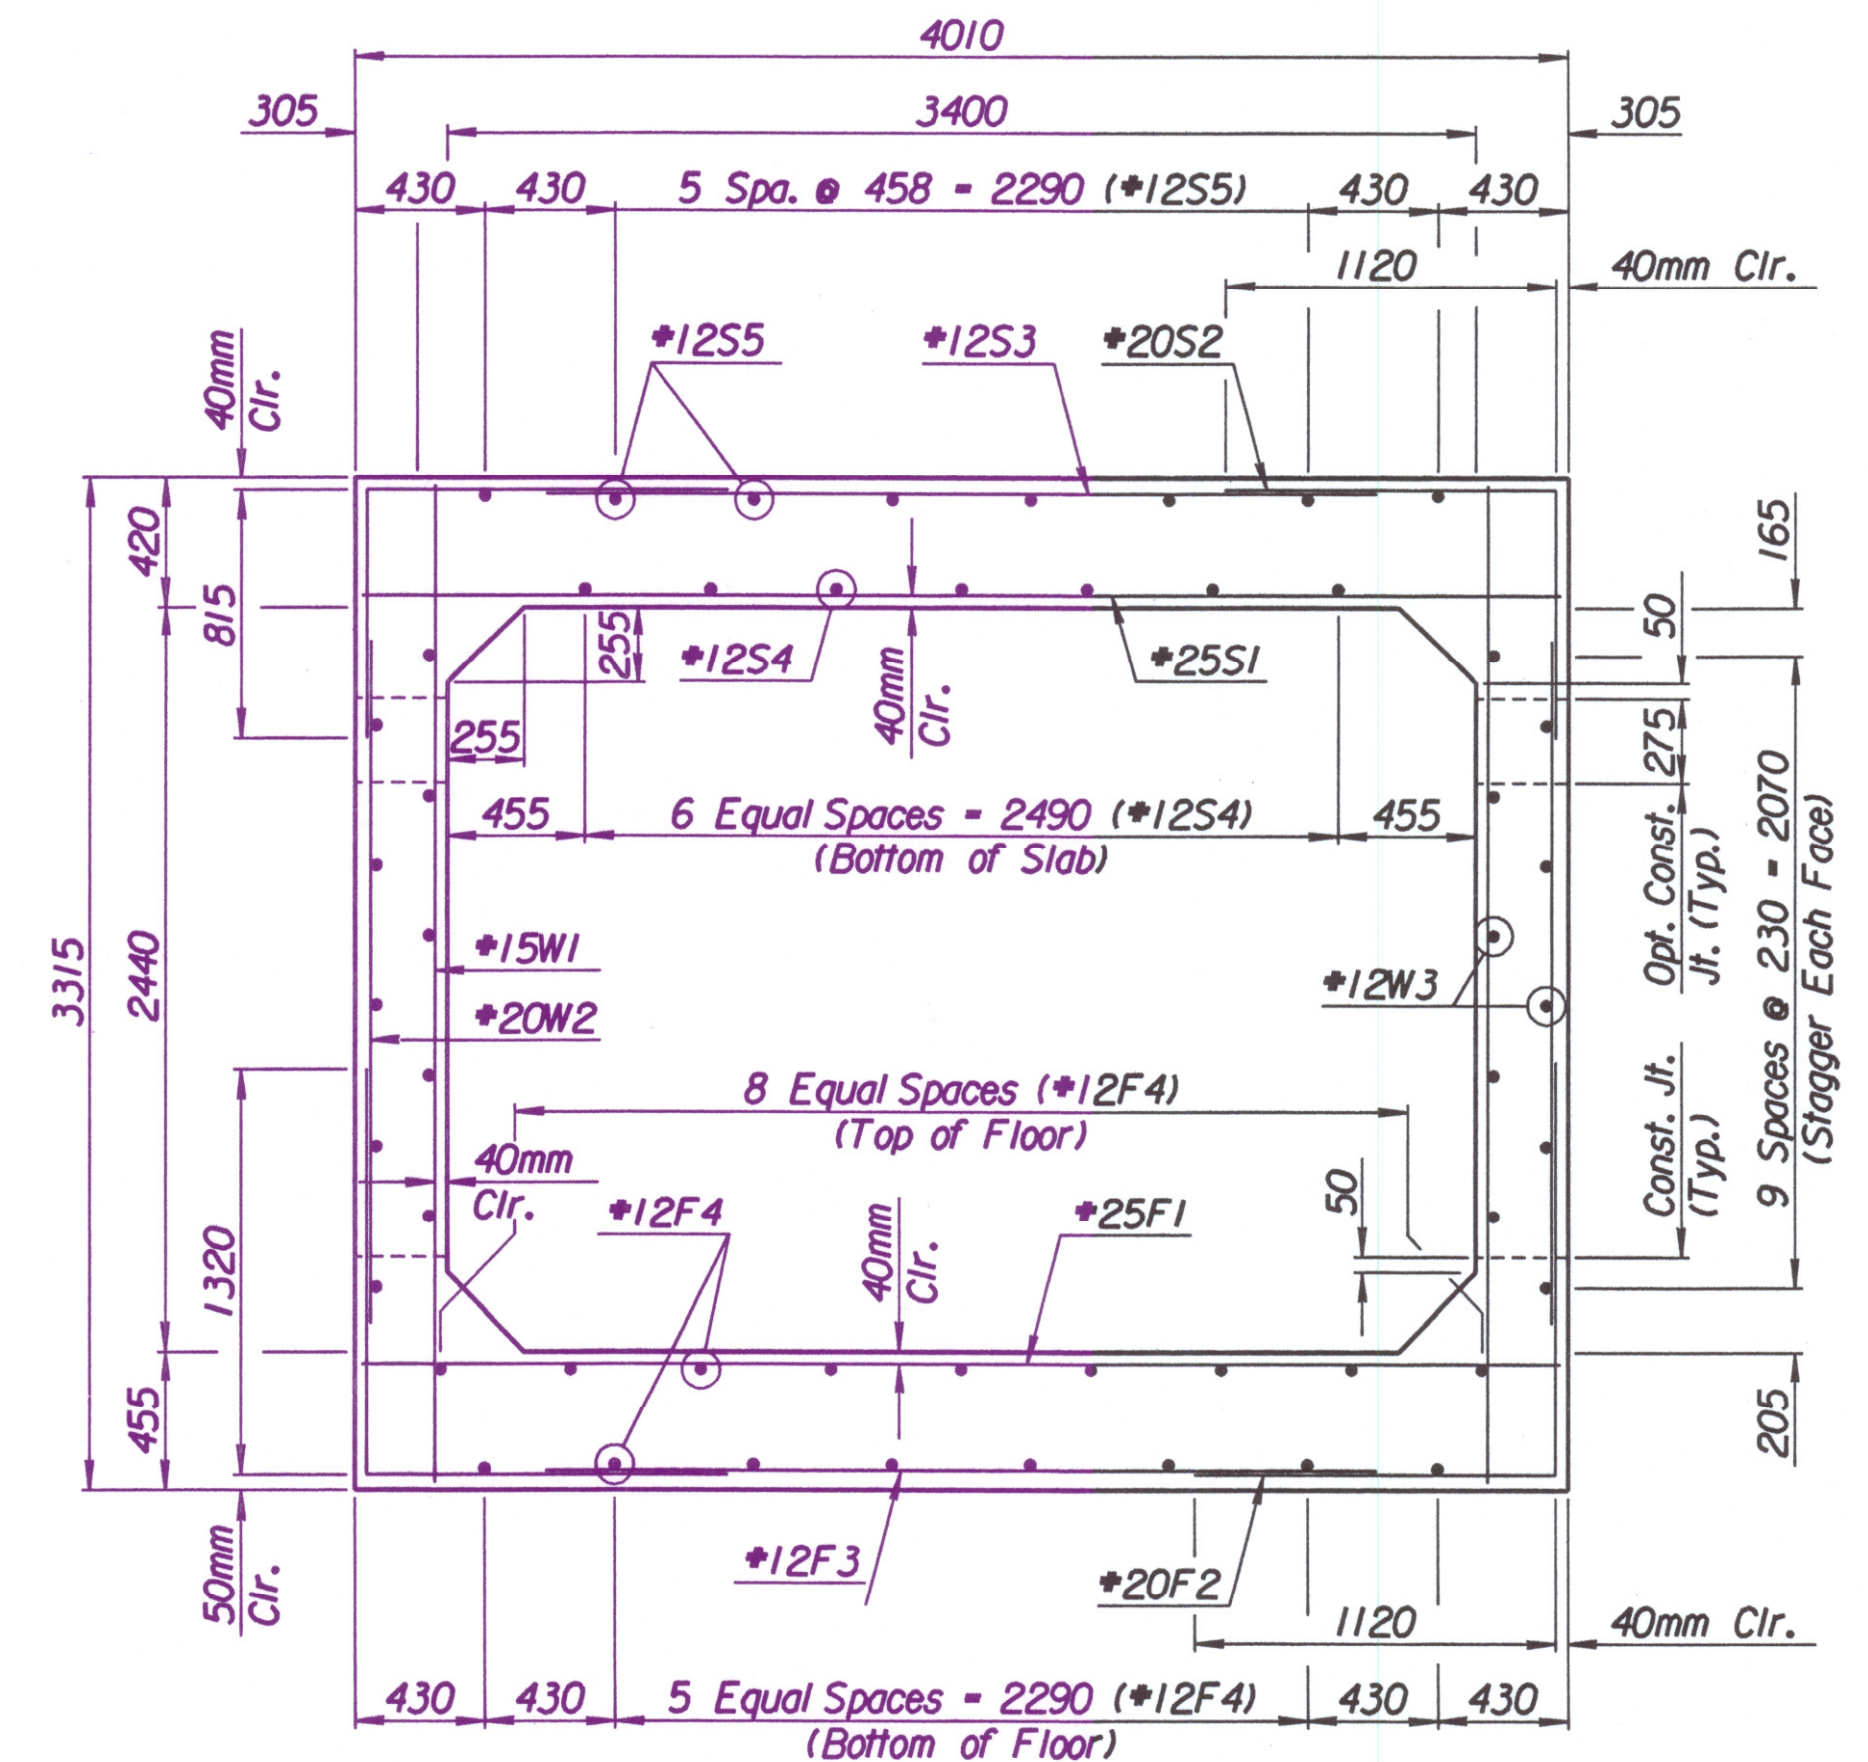 4010
305
3400
305
430
430
5 Spa. @ 458 - 2290 (#12S5)
430
430
1120
40mm Clr.
40mm
Clr.
#12S5
#12S3
#20S2
420
815
255
#12S4
40mm
Clr.
#25S1
165
50
255
275
455
6 Equal Spaces - 2490 (#12S4)
(Bottom of Slab)
455
Opt. Const.
Jt. (Typ.)
9 Spaces @ 230 - 2070
(Stagger Each Face)
3315
2440
#15W1
#20W2
#12W3
8 Equal Spaces (#12F4)
(Top of Floor)
Const. Jt.
(Typ.)
40mm
Clr.
#12F4
40mm
Clr.
#25F1
50
1320
455
205
50mm
Clr.
#12F3
#20F2
1120
40mm Clr.
430
430
5 Equal Spaces - 2290 (#12F4)
(Bottom of Floor)
430
430